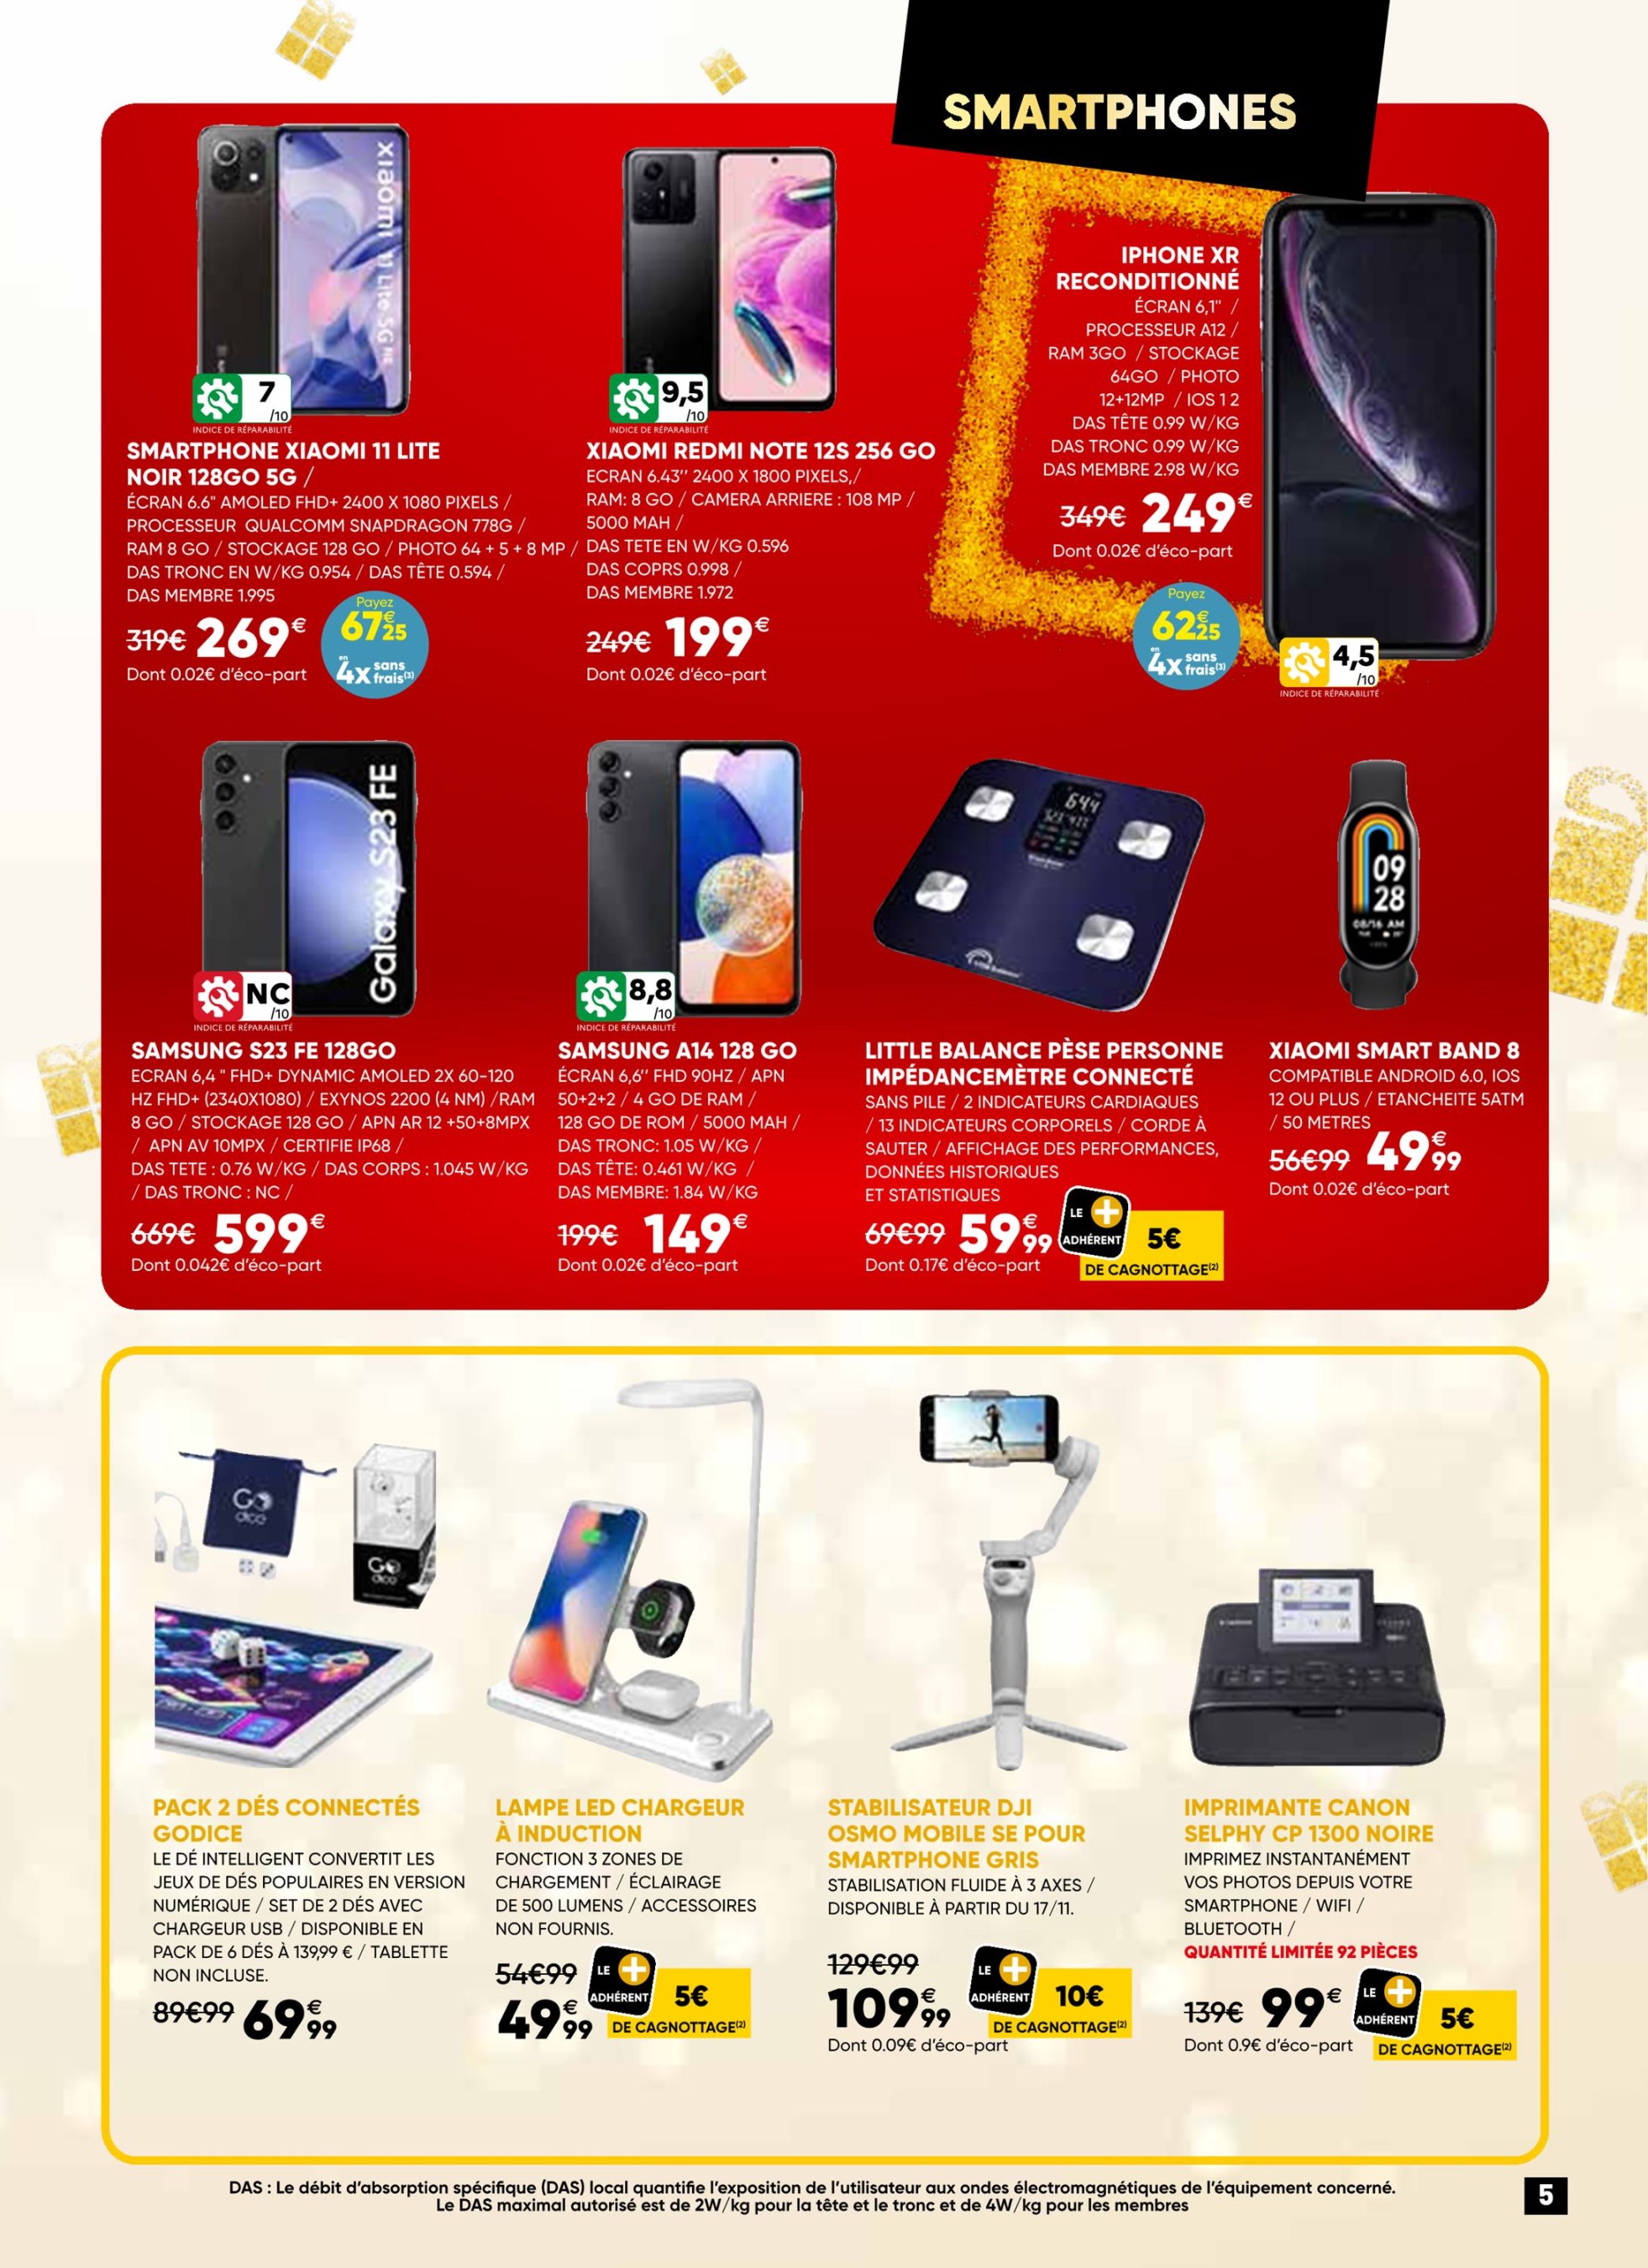 SMARTPHONES
xiaomi 11 Lite 5G NE
7
/10
INDICE DE RÉPARABILITÉ
SMARTPHONE XIAOMI 11 LITE
NOIR 128GO 5G /
ÉCRAN 6.6" AMOLED FHD+ 2400 X 1080 PIXELS /
PROCESSEUR QUALCOMM SNAPDRAGON 778G /
RAM 8 GO / STOCKAGE 128 GO / PHOTO 64 + 5 + 8 MP /
DAS TRONC EN W/KG 0.954 / DAS TÊTE 0.594 /
DAS MEMBRE 1.995
319€ 269€
Dont 0.02€ d'éco-part
Payez
67€25
en
4x sans
frais(3)
9,5
/10
INDICE DE RÉPARABILITÉ
XIAOMI REDMI NOTE 12S 256 GO
ECRAN 6.43'' 2400 X 1800 PIXELS,/
RAM: 8 GO / CAMERA ARRIERE : 108 MP /
5000 MAH /
DAS TETE EN W/KG 0.596
DAS COPRS 0.998 /
DAS MEMBRE 1.972
249€ 199€
Dont 0.02€ d'éco-part
IPHONE XR
RECONDITIONNÉ
ÉCRAN 6,1" /
PROCESSEUR A12 /
RAM 3GO / STOCKAGE
64GO / PHOTO
12+12MP / IOS 1 2
DAS TÊTE 0.99 W/KG
DAS TRONC 0.99 W/KG
DAS MEMBRE 2.98 W/KG
349€ 249€
Dont 0.02€ d'éco-part
Payez
62€25
en
4x sans
frais(3)
4,5
/10
INDICE DE RÉPARABILITÉ
Galaxy S23 FE
NC
/10
INDICE DE RÉPARABILITÉ
SAMSUNG S23 FE 128GO
ECRAN 6,4 " FHD+ DYNAMIC AMOLED 2X 60-120
HZ FHD+ (2340X1080) / EXYNOS 2200 (4 NM) /RAM
8 GO / STOCKAGE 128 GO / APN AR 12 +50+8MPX
/ APN AV 10MPX / CERTIFIE IP68 /
DAS TETE : 0.76 W/KG / DAS CORPS : 1.045 W/KG
/ DAS TRONC : NC /
669€ 599€
Dont 0.042€ d'éco-part
8,8
/10
INDICE DE RÉPARABILITÉ
SAMSUNG A14 128 GO
ÉCRAN 6,6'' FHD 90HZ / APN
50+2+2 / 4 GO DE RAM /
128 GO DE ROM / 5000 MAH /
DAS TRONC: 1.05 W/KG /
DAS TÊTE: 0.461 W/KG /
DAS MEMBRE: 1.84 W/KG
199€ 149€
Dont 0.02€ d'éco-part
LITTLE BALANCE PÈSE PERSONNE
IMPÉDANCEMÈTRE CONNECTÉ
SANS PILE / 2 INDICATEURS CARDIAQUES
/ 13 INDICATEURS CORPORELS / CORDE À
SAUTER / AFFICHAGE DES PERFORMANCES,
DONNÉES HISTORIQUES
ET STATISTIQUES
69€99 59€99
Dont 0.17€ d'éco-part
LE +
ADHÉRENT
5€
DE CAGNOTTAGE(2)
09
28
08/16 AM
XIAOMI SMART BAND 8
COMPATIBLE ANDROID 6.0, IOS
12 OU PLUS / ETANCHEITE 5ATM
/ 50 METRES
56€99 49€99
Dont 0.02€ d'éco-part
GO
dice
GO
dice
PACK 2 DÉS CONNECTÉS
GODICE
LE DÉ INTELLIGENT CONVERTIT LES
JEUX DE DÉS POPULAIRES EN VERSION
NUMÉRIQUE / SET DE 2 DÉS AVEC
CHARGEUR USB / DISPONIBLE EN
PACK DE 6 DÉS À 139,99 € / TABLETTE
NON INCLUSE.
89€99 69€99
LAMPE LED CHARGEUR
À INDUCTION
FONCTION 3 ZONES DE
CHARGEMENT / ÉCLAIRAGE
DE 500 LUMENS / ACCESSOIRES
NON FOURNIS.
54€99
49€99
LE +
ADHÉRENT
5€
DE CAGNOTTAGE(2)
STABILISATEUR DJI
OSMO MOBILE SE POUR
SMARTPHONE GRIS
STABILISATION FLUIDE À 3 AXES /
DISPONIBLE À PARTIR DU 17/11.
129€99
109€99
Dont 0.09€ d'éco-part
LE +
ADHÉRENT
10€
DE CAGNOTTAGE(2)
IMPRIMANTE CANON
SELPHY CP 1300 NOIRE
IMPRIMEZ INSTANTANÉMENT
VOS PHOTOS DEPUIS VOTRE
SMARTPHONE / WIFI /
BLUETOOTH /
QUANTITÉ LIMITÉE 92 PIÈCES
139€ 99€
Dont 0.9€ d'éco-part
LE +
ADHÉRENT
5€
DE CAGNOTTAGE(2)
DAS : Le débit d'absorption spécifique (DAS) local quantifie l'exposition de l'utilisateur aux ondes électromagnétiques de l'équipement concerné.
Le DAS maximal autorisé est de 2W/kg pour la tête et le tronc et de 4W/kg pour les membres
5